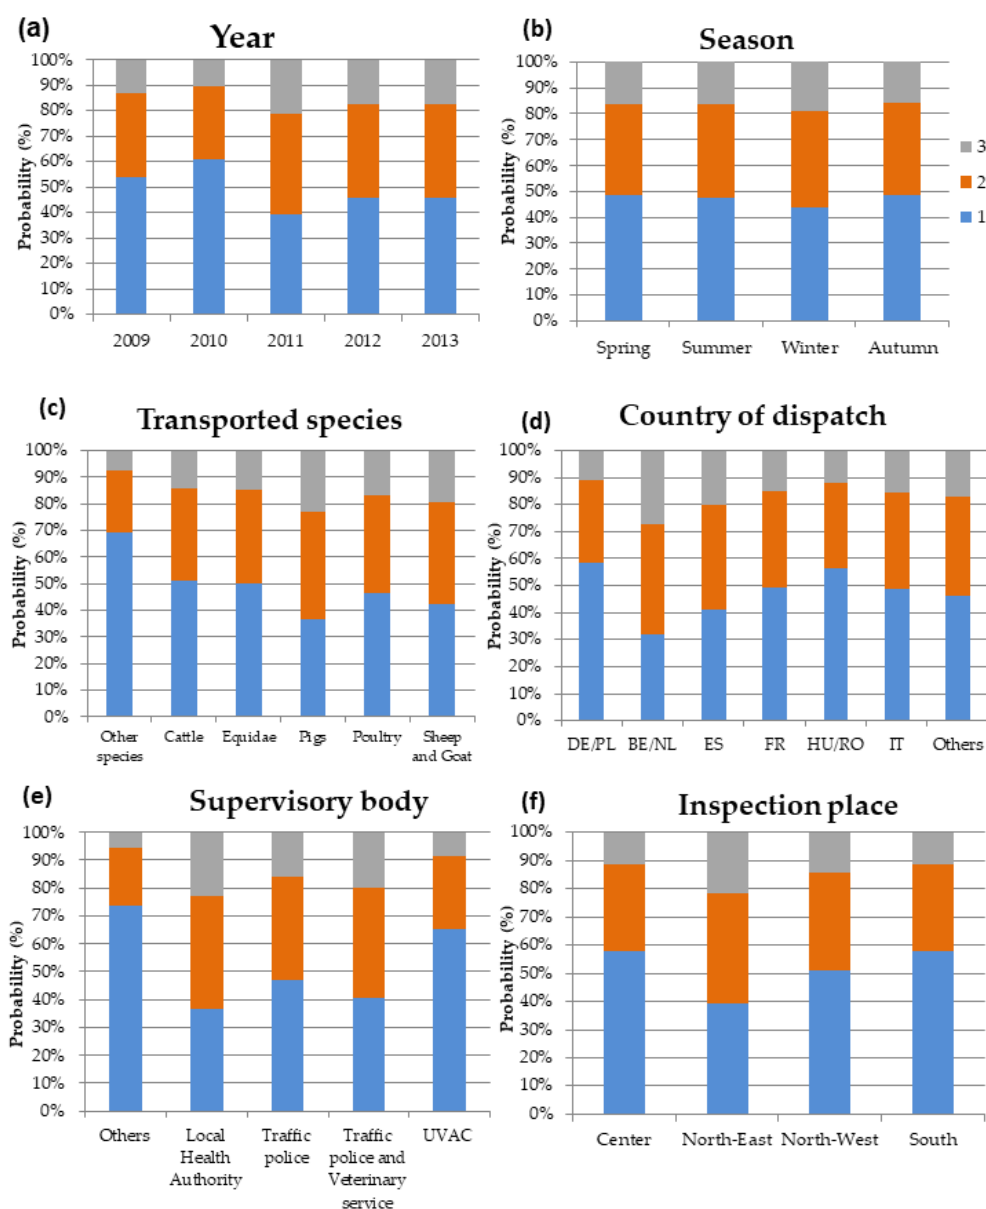 (a)
Year
Probability (%)
100%
90%
80%
70%
60%
50%
40%
30%
20%
10%
0%
2009 2010 2011 2012 2013
(b)
Season
Probability (%)
100%
90%
80%
70%
60%
50%
40%
30%
20%
10%
0%
Spring Summer Winter Autumn
3
2
1
(c)
Transported species
Probability (%)
100%
90%
80%
70%
60%
50%
40%
30%
20%
10%
0%
Other Cattle Equidae Pigs Poultry Sheep
species and Goat
(d)
Country of dispatch
Probability (%)
100%
90%
80%
70%
60%
50%
40%
30%
20%
10%
0%
DE/PL BE/NL ES FR HU/RO IT Others
(e)
Supervisory body
Probability (%)
100%
90%
80%
70%
60%
50%
40%
30%
20%
10%
0%
Others Local Traffic Traffic UVAC
Health police police and
Authority Veterinary
service
(f)
Inspection place
Probability (%)
100%
90%
80%
70%
60%
50%
40%
30%
20%
10%
0%
Center North-East North-West South